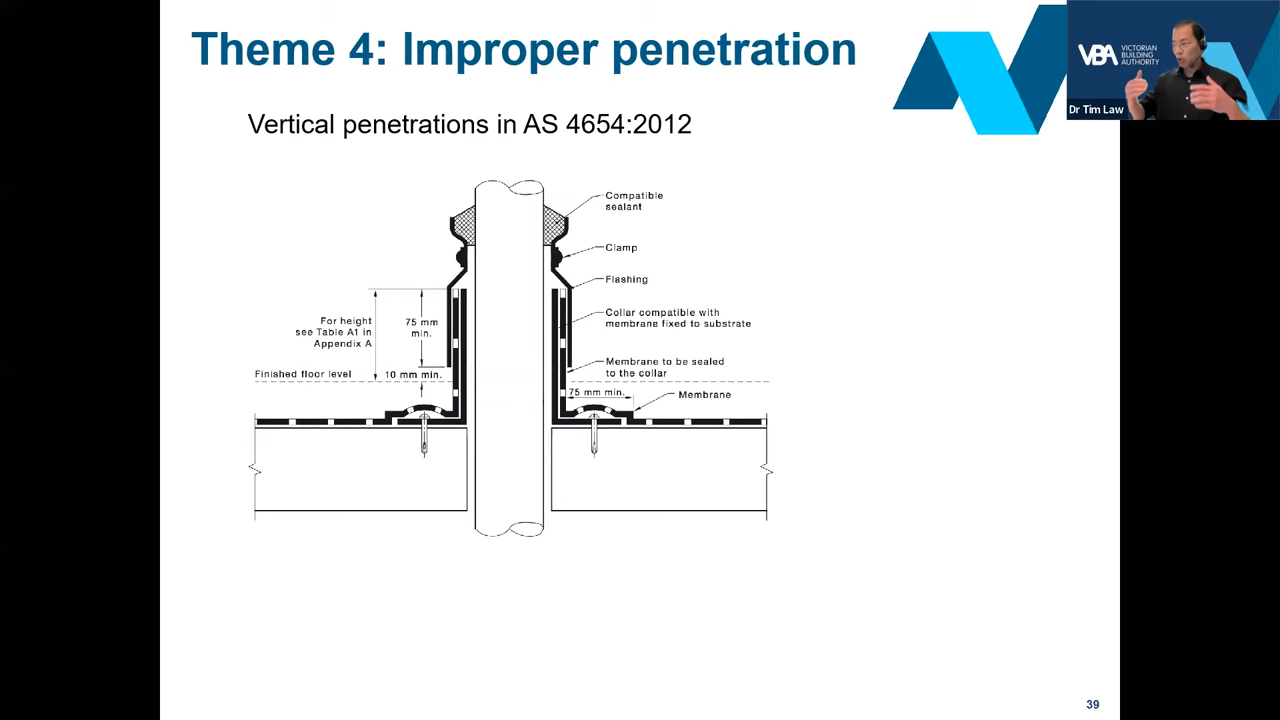 Theme 4: Improper penetration
VBA
VICTORIAN
BUILDING
AUTHORITY
Dr Tim Law
Vertical penetrations in AS 4654:2012
Compatible
sealant
Clamp
Flashing
Collar compatible with
membrane fixed to substrate
For height
see Table A1 in
Appendix A
75 mm
min.
Membrane to be sealed
to the collar
Finished floor level
10 mm min.
75 mm min.
Membrane
39